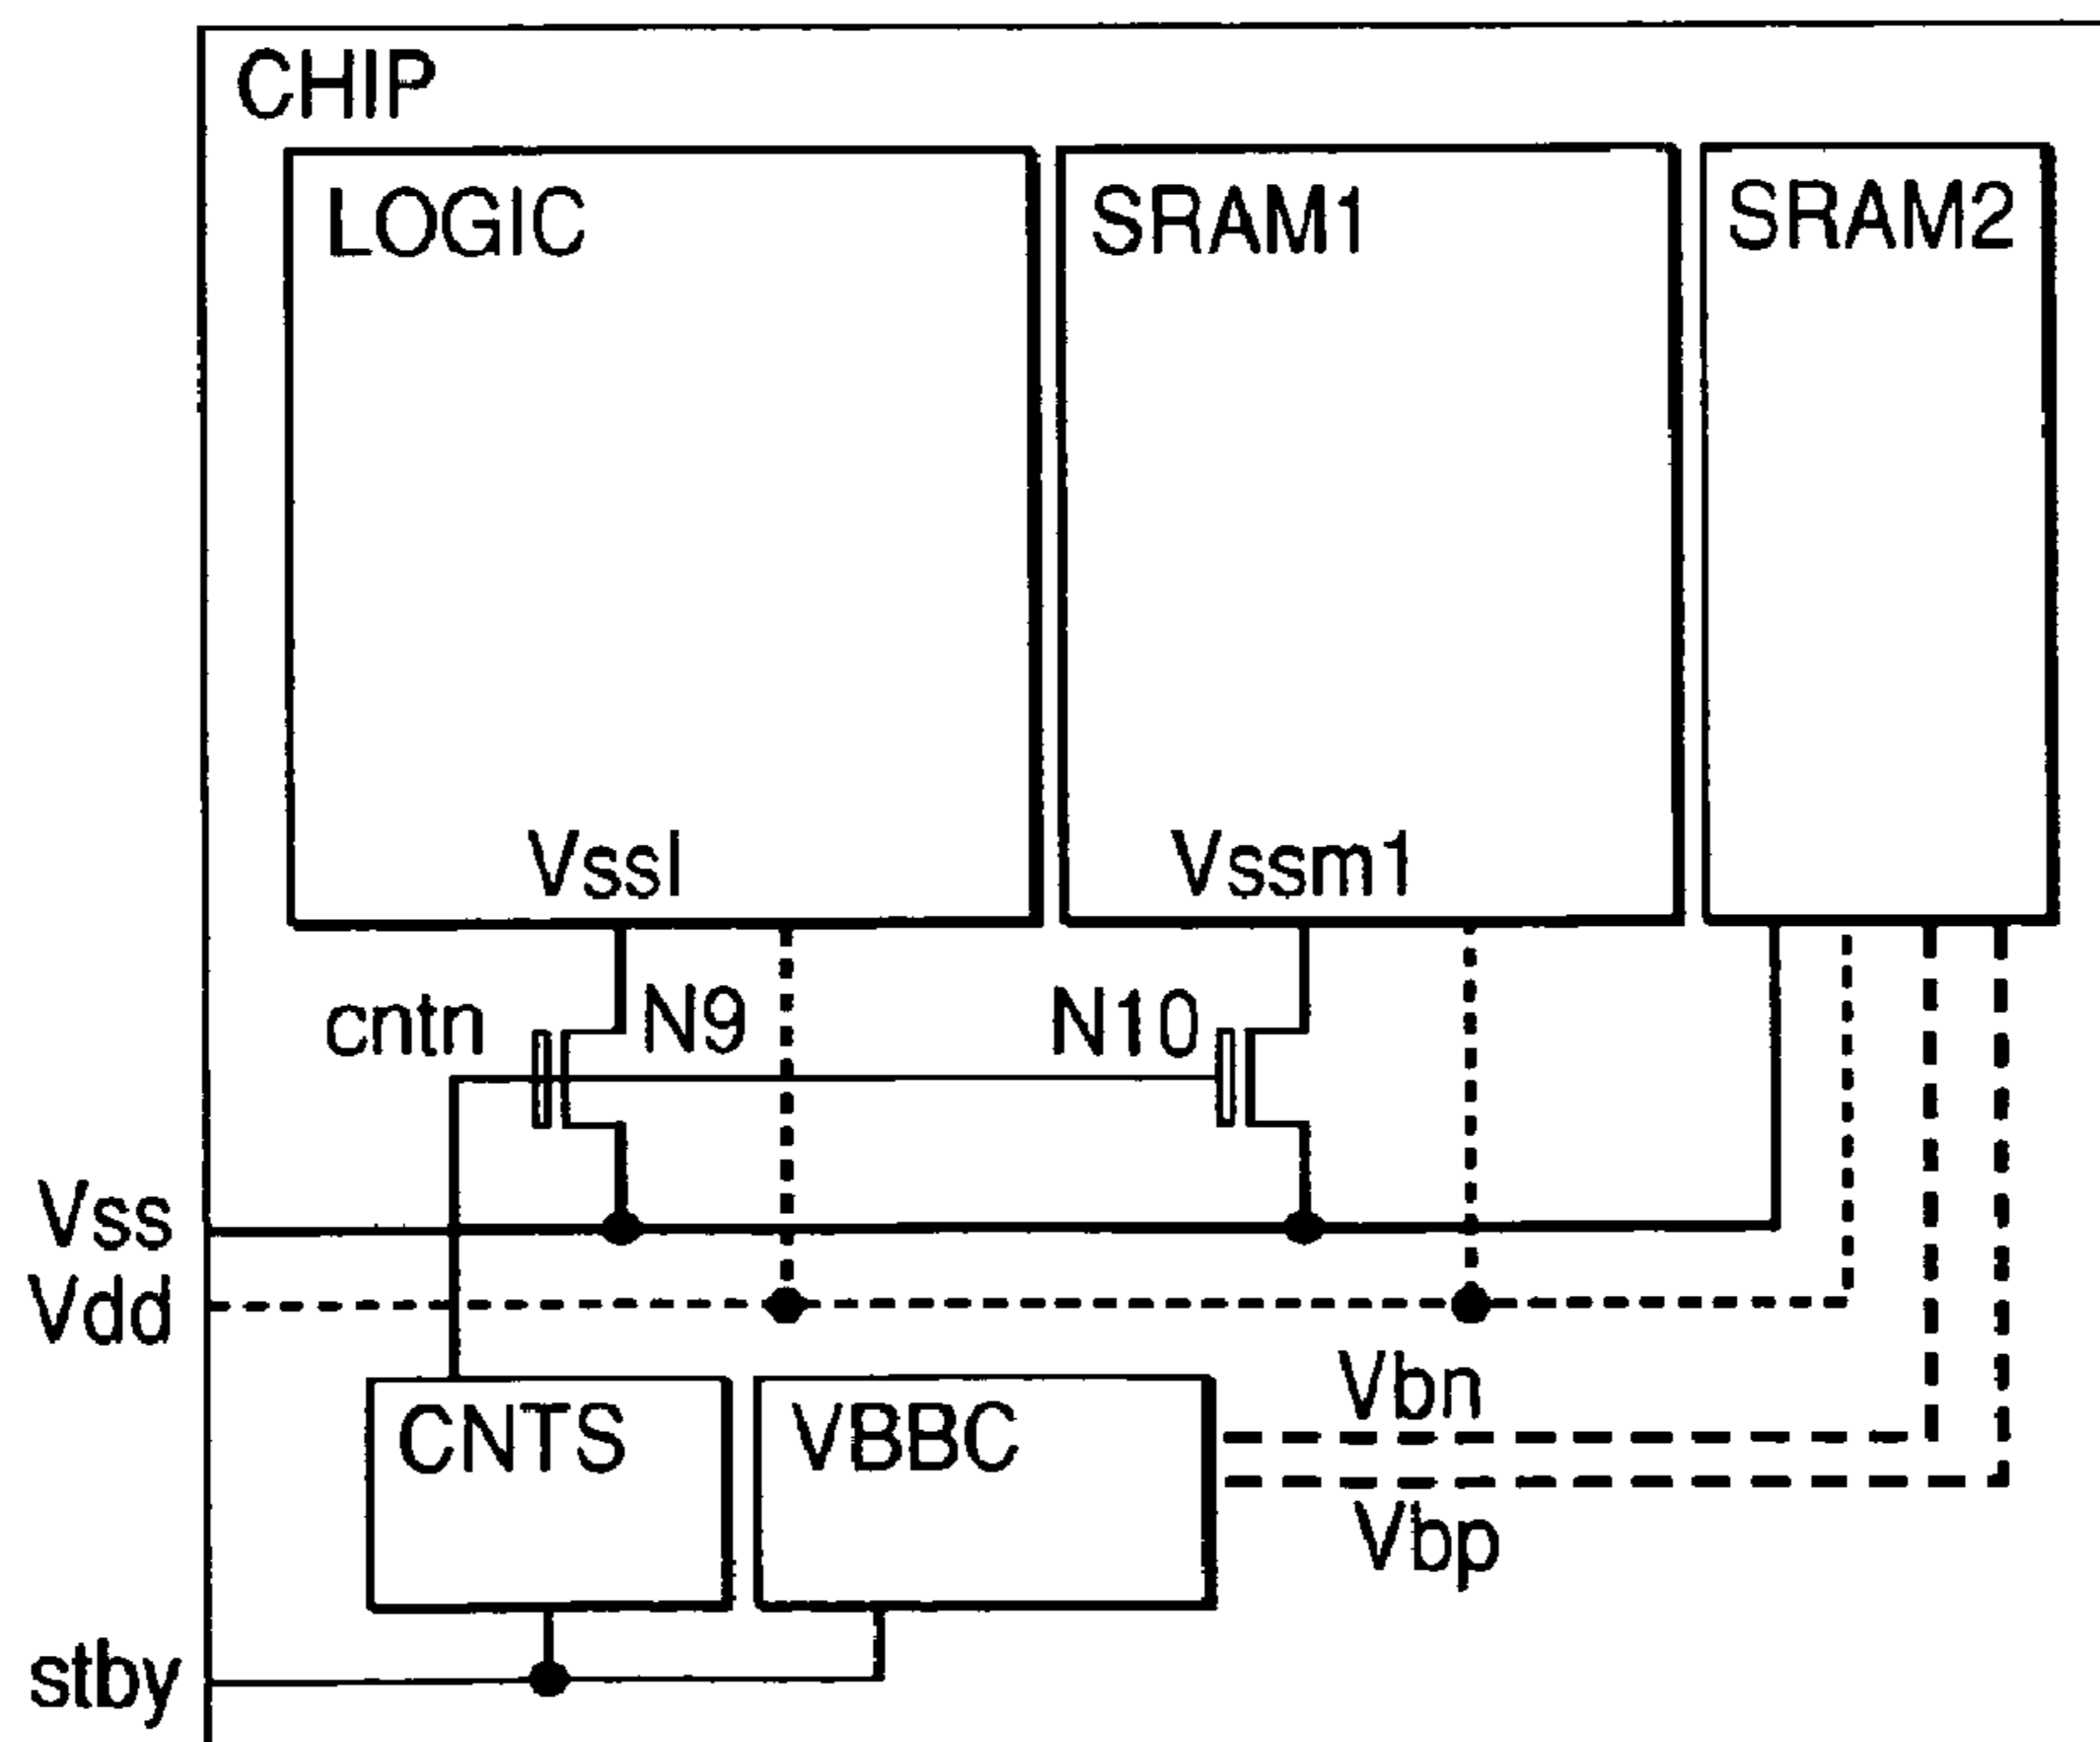 CHIP
LOGIC
SRAM1
SRAM2
Vssl
Vssm1
cntn
N9
N10
Vss
Vdd
CNTS
VBBC
Vbn
Vbp
stby